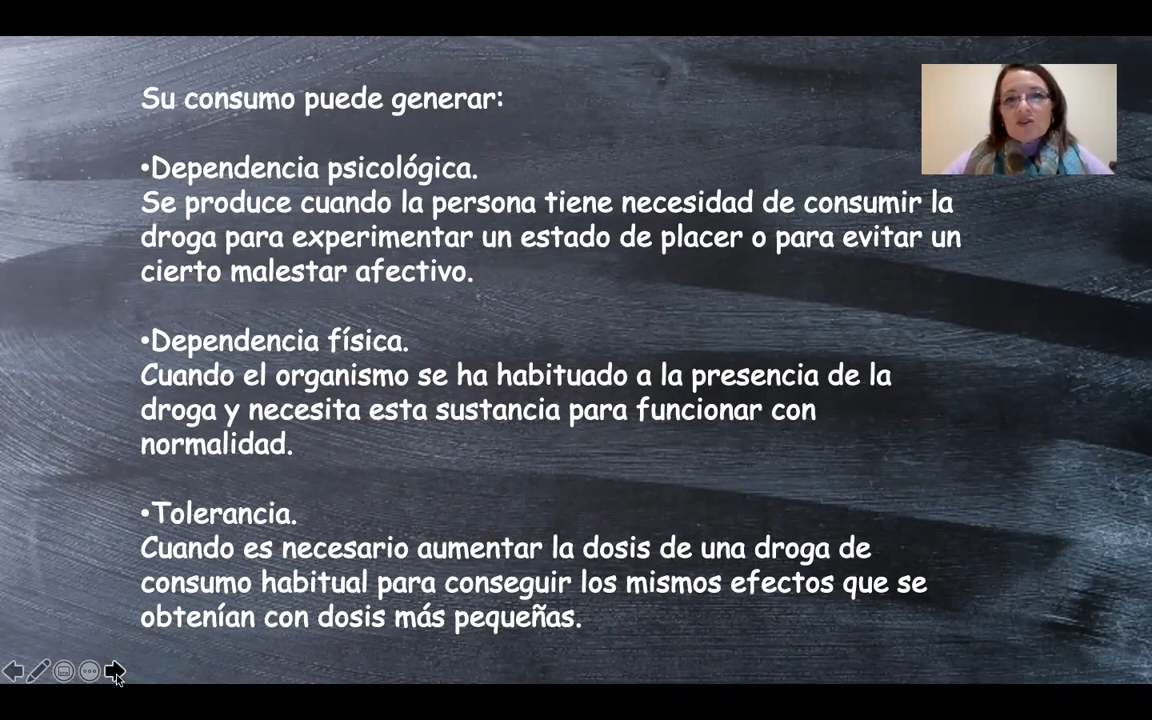 Su consumo puede generar:
•Dependencia psicológica.
Se produce cuando la persona tiene necesidad de consumir la
droga para experimentar un estado de placer o para evitar un
cierto malestar afectivo.
•Dependencia física.
Cuando el organismo se ha habituado a la presencia de la
droga y necesita esta sustancia para funcionar con
normalidad.
•Tolerancia.
Cuando es necesario aumentar la dosis de una droga de
consumo habitual para conseguir los mismos efectos que se
obtenían con dosis más pequeñas.